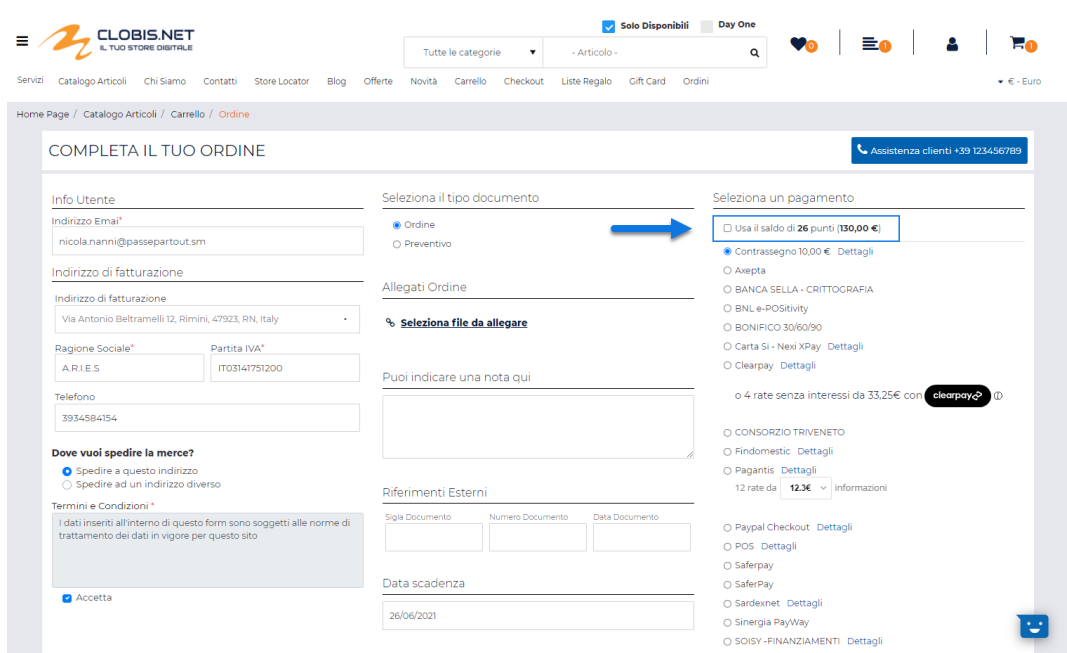 CLOBIS.NET
IL TUO STORE DIGITALE
Solo Disponibili
Day One
Tutte le categorie
- Articolo -
0
0
1
Servizi
Catalogo Articoli
Chi Siamo
Contatti
Store Locator
Blog
Offerte
Novità
Carrello
Checkout
Liste Regalo
Gift Card
Ordini
€ - Euro
Home Page / Catalogo Articoli / Carrello / Ordine
COMPLETA IL TUO ORDINE
Assistenza clienti +39 123456789
Info Utente
Indirizzo Emai*
nicola.nanni@passepartout.sm
Indirizzo di fatturazione
Indirizzo di fatturazione
Via Antonio Beltramelli 12, Rimini, 47923, RN, Italy
Ragione Sociale*
Partita IVA*
A.R.I.E.S
IT03141751200
Telefono
3934584154
Dove vuoi spedire la merce?
Spedire a questo indirizzo
Spedire ad un indirizzo diverso
Termini e Condizioni *
I dati inseriti all'interno di questo form sono soggetti alle norme di
trattamento dei dati in vigore per questo sito
Accetta
Seleziona il tipo documento
Ordine
Preventivo
Allegati Ordine
Seleziona file da allegare
Puoi indicare una nota qui
Riferimenti Esterni
Sigla Documento
Numero Documento
Data Documento
Data scadenza
26/06/2021
Seleziona un pagamento
Usa il saldo di 26 punti (130,00 €)
Contrassegno 10,00 € Dettagli
Axepta
BANCA SELLA - CRITTOGRAFIA
BNL e-POSitivity
BONIFICO 30/60/90
Carta Si - Nexi XPay Dettagli
Clearpay Dettagli
o 4 rate senza interessi da 33,25€ con clearpay
CONSORZIO TRIVENETO
Findomestic Dettagli
Pagantis Dettagli
12 rate da 12.3€ informazioni
Paypal Checkout Dettagli
POS Dettagli
Saferpay
SaferPay
Sardexnet Dettagli
Sinergia PayWay
SOISY -FINANZIAMENTI Dettagli